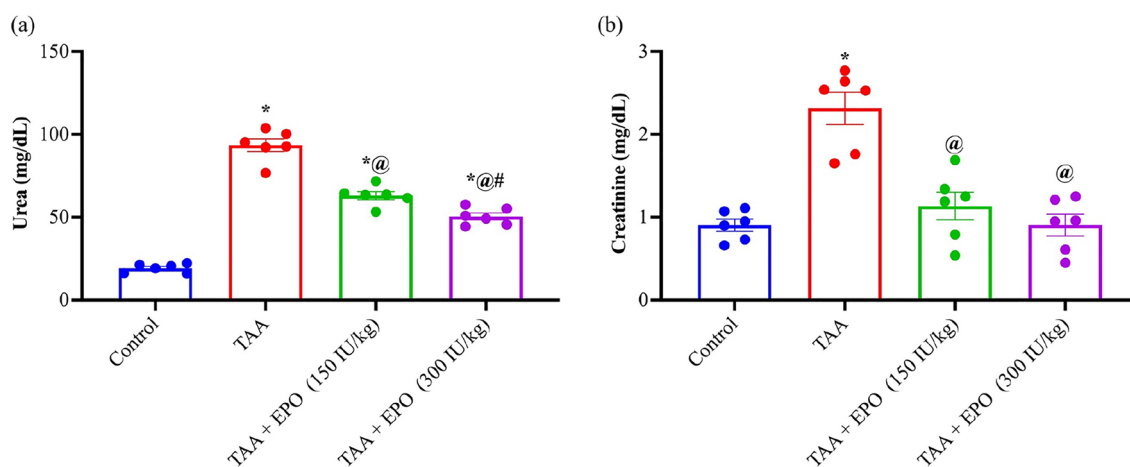 (a)
150
100
50
0
Urea (mg/dL)
*
*@
*@#
Control
TAA
TAA + EPO (150 IU/kg)
TAA + EPO (300 IU/kg)
(b)
3
2
1
0
Creatinine (mg/dL)
*
@
@
Control
TAA
TAA + EPO (150 IU/kg)
TAA + EPO (300 IU/kg)